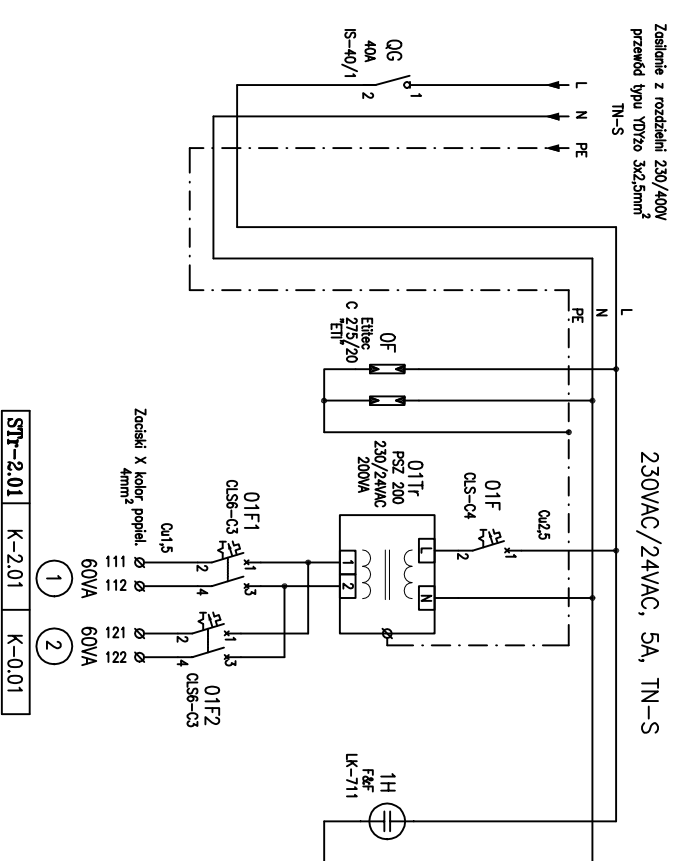 Zasilanie z rozdzielni 230/400V
przewód typu YDYżo 3x2,5mm²
TN-S
L
N
PE
QG
40A
IS-40/1
1
2
L
N
PE
230VAC/24VAC, 5A, TN-S
0F
Etitec
C 275/20
"ETI"
01F
CLS-C4
Cu2,5
1
2
01Tr
PSZ 200
230/24VAC
200VA
L
N
1
2
01F1
CLS6-C3
1
2
3
4
01F2
CLS6-C3
1
2
3
4
Zaciski X kolor popiel.
4mm²
Cu1,5
111
112
121
122
60VA
60VA
1
2
STr-2.01
K-2.01
K-0.01
1H
F&F
LK-711